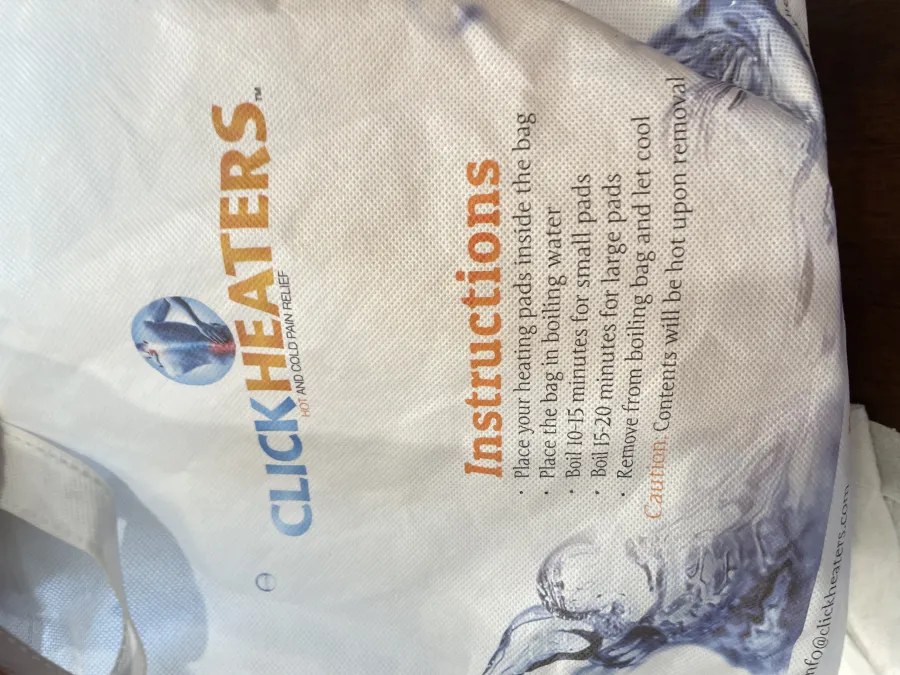 CLICKHEATERS™
HOT AND COLD PAIN RELIEF
Instructions
· Place your heating pads inside the bag
· Place the bag in boiling water
· Boil 10-15 minutes for small pads
· Boil 15-20 minutes for large pads
· Remove from boiling bag and let cool
Caution: Contents will be hot upon removal
nfo@clickheaters.com